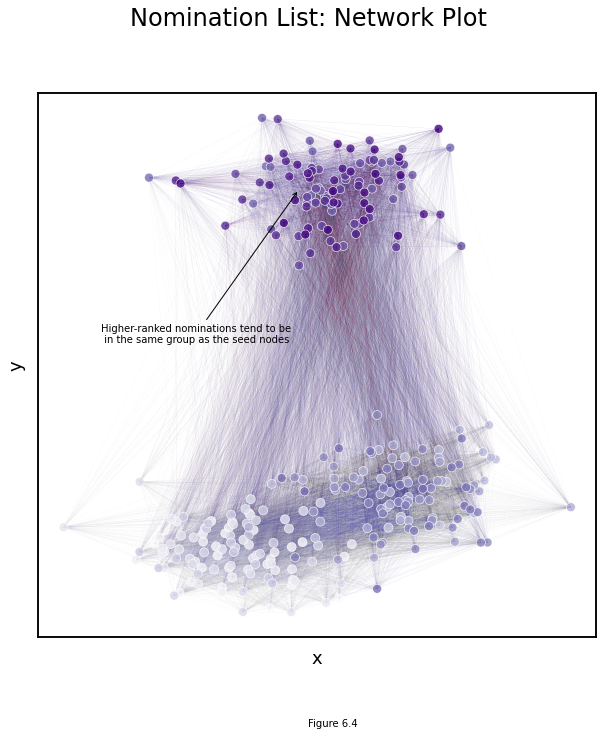 Nomination List: Network Plot
Higher-ranked nominations tend to be
in the same group as the seed nodes
y
x
Figure 6.4